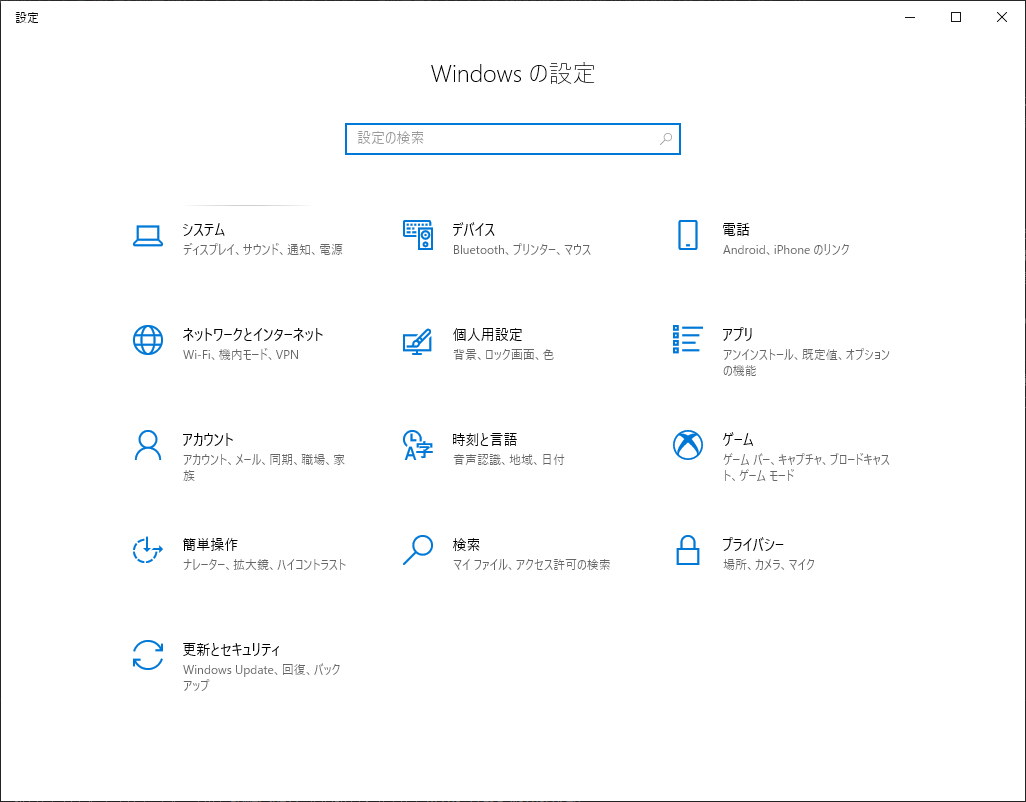 設定
Windows の設定
設定の検索
システム
ディスプレイ、サウンド、通知、電源
デバイス
Bluetooth、プリンター、マウス
電話
Android、iPhone のリンク
ネットワークとインターネット
Wi-Fi、機内モード、VPN
個人用設定
背景、ロック画面、色
アプリ
アンインストール、既定値、オプション
の機能
アカウント
アカウント、メール、同期、職場、家
族
時刻と言語
音声認識、地域、日付
ゲーム
ゲーム バー、キャプチャ、ブロードキャス
ト、ゲーム モード
簡単操作
ナレーター、拡大鏡、ハイコントラスト
検索
マイ ファイル、アクセス許可の検索
プライバシー
場所、カメラ、マイク
更新とセキュリティ
Windows Update、回復、バック
アップ